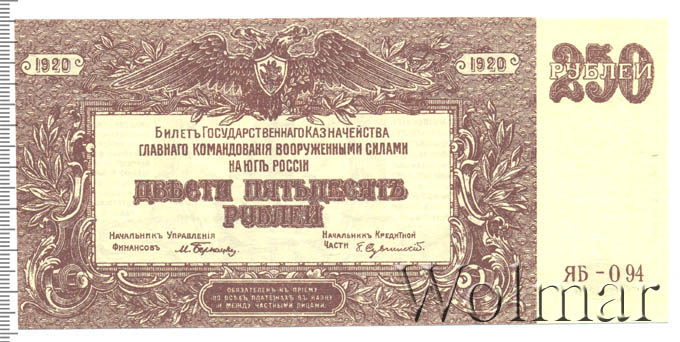 1920
1920
250
РУБЛЕЙ
БИЛЕТЪ ГОСУДАРСТВЕННАГО КАЗНАЧЕЙСТВА
ГЛАВНАГО КОМАНДОВАНІЯ ВООРУЖЕННЫМИ СИЛАМИ
НА ЮГѢ РОССІИ
ДВѢСТИ ПЯТЬДЕСЯТЪ
РУБЛЕЙ
НАЧАЛЬНИКЪ УПРАВЛЕНІЯ
ФИНАНСОВЪ
НАЧАЛЬНИКЪ КРЕДИТНОЙ
ЧАСТИ
ОБЯЗАТЕЛЕНЪ КЪ ПРІЕМУ
ПО ВСѢМЪ ПЛАТЕЖАМЪ ВЪ КАЗНУ
И МЕЖДУ ЧАСТНЫМИ ЛИЦАМИ.
ЯБ - 094
Wolmar